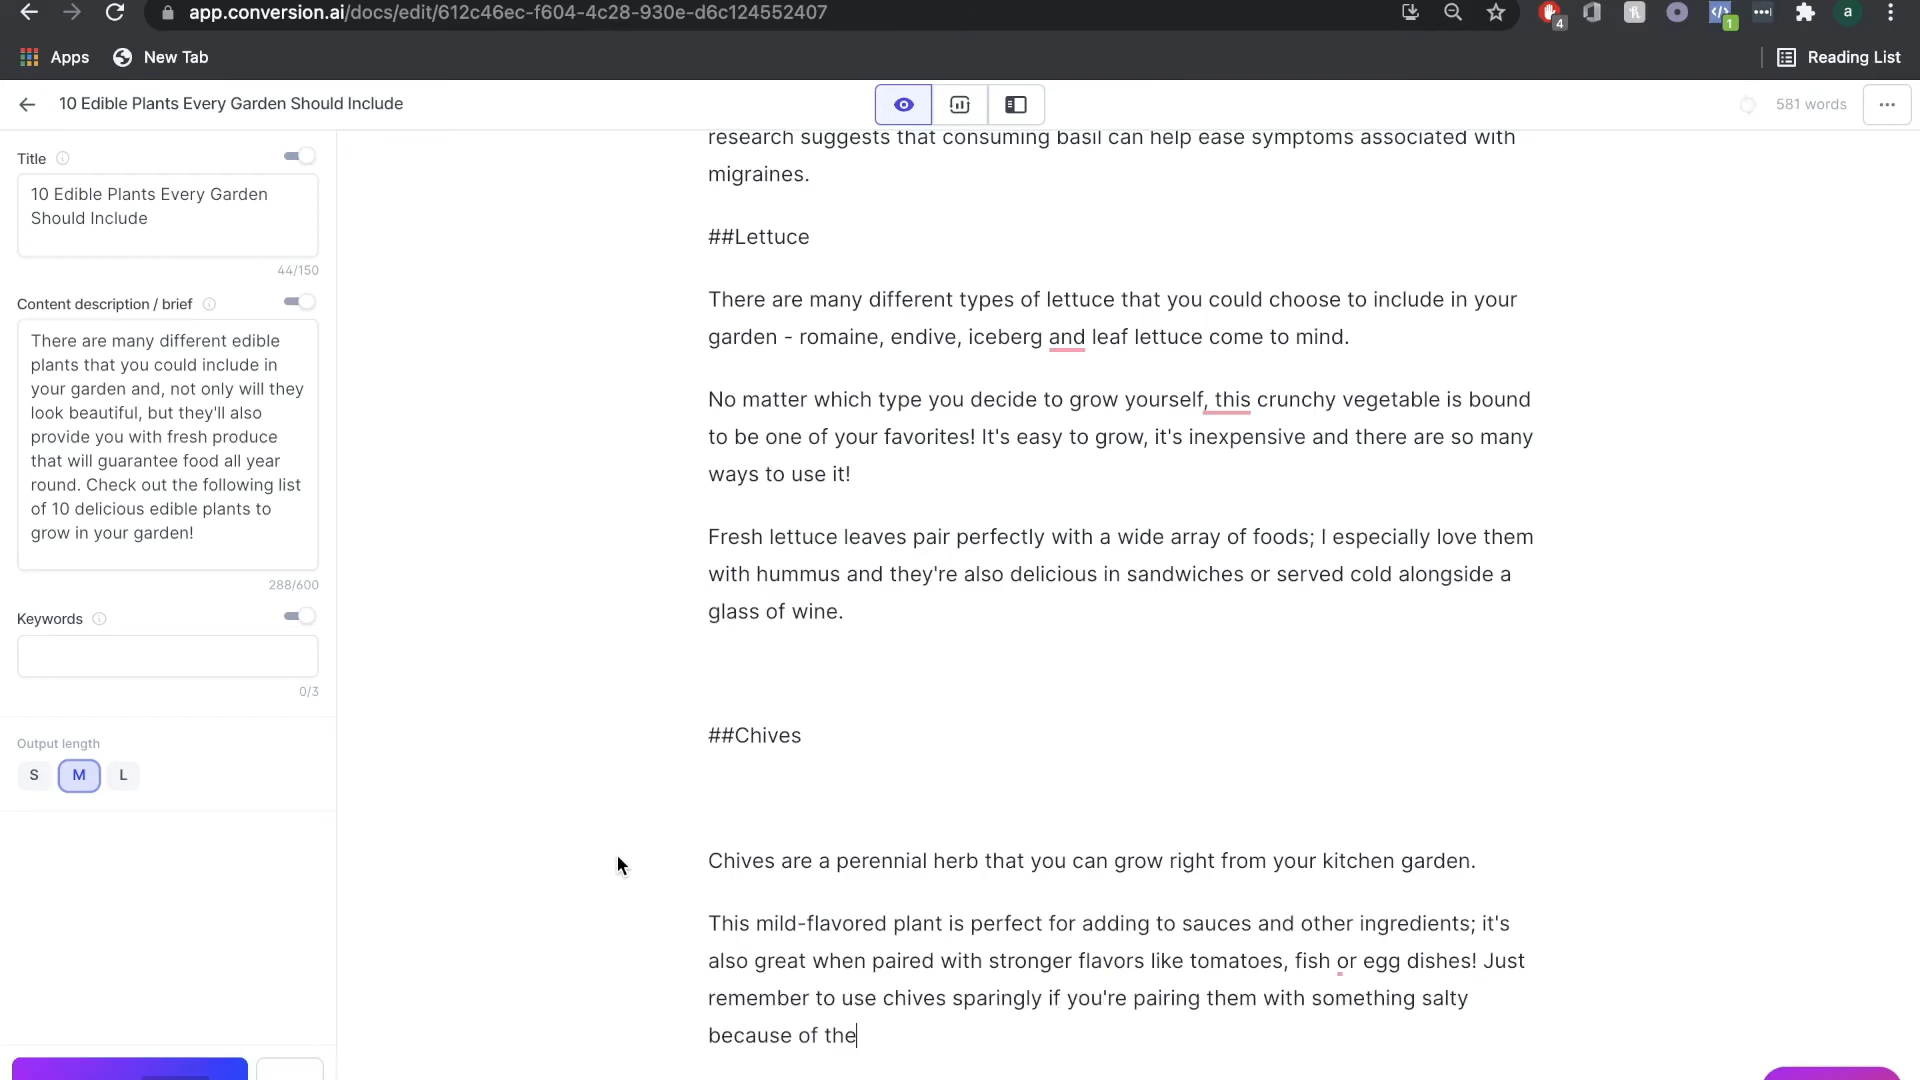 app.conversion.ai/docs/edit/612c46ec-f604-4c28-930e-d6c124552407
4
1
a
Apps
New Tab
Reading List
10 Edible Plants Every Garden Should Include
581 words
Title
10 Edible Plants Every Garden
Should Include
44/150
Content description / brief
There are many different edible
plants that you could include in
your garden and, not only will they
look beautiful, but they'll also
provide you with fresh produce
that will guarantee food all year
round. Check out the following list
of 10 delicious edible plants to
grow in your garden!
288/600
Keywords
0/3
Output length
S M L
research suggests that consuming basil can help ease symptoms associated with
migraines.
##Lettuce
There are many different types of lettuce that you could choose to include in your
garden - romaine, endive, iceberg and leaf lettuce come to mind.
No matter which type you decide to grow yourself, this crunchy vegetable is bound
to be one of your favorites! It's easy to grow, it's inexpensive and there are so many
ways to use it!
Fresh lettuce leaves pair perfectly with a wide array of foods; I especially love them
with hummus and they're also delicious in sandwiches or served cold alongside a
glass of wine.
##Chives
Chives are a perennial herb that you can grow right from your kitchen garden.
This mild-flavored plant is perfect for adding to sauces and other ingredients; it's
also great when paired with stronger flavors like tomatoes, fish or egg dishes! Just
remember to use chives sparingly if you're pairing them with something salty
because of the